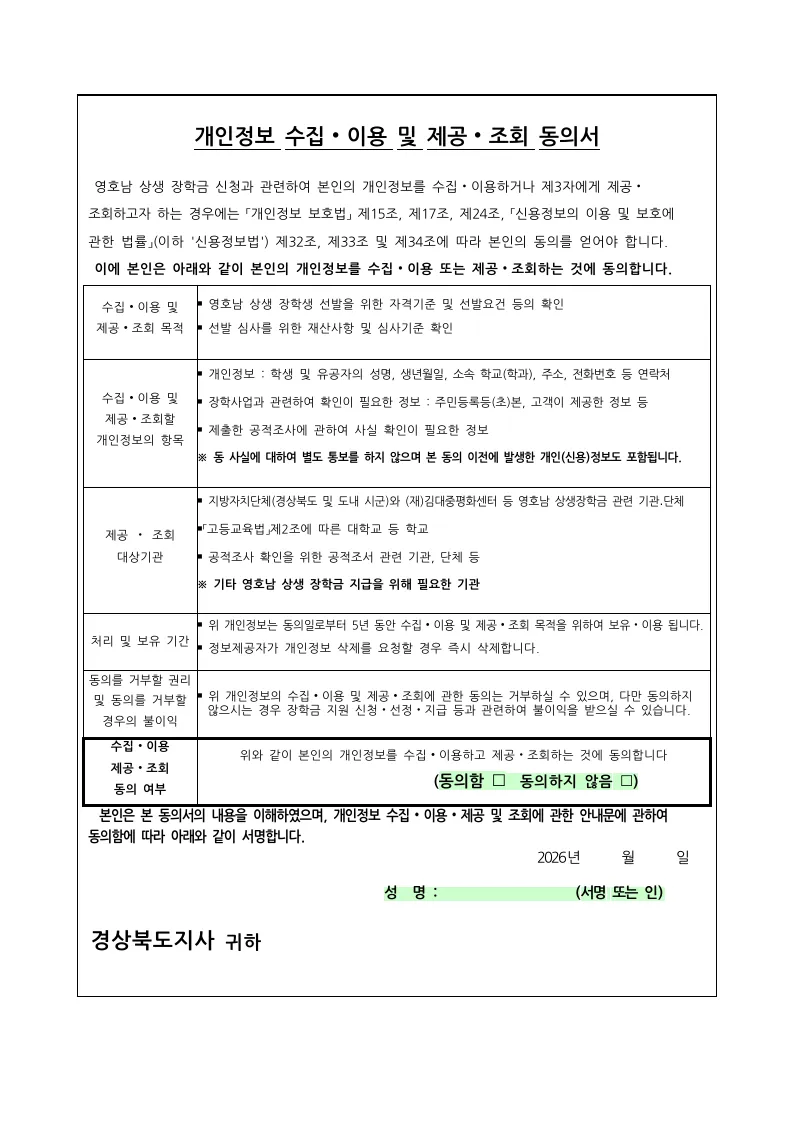 개인정보 수집•이용 및 제공•조회 동의서
영호남 상생 장학금 신청과 관련하여 본인의 개인정보를 수집•이용하거나 제3자에게 제공•
조회하고자 하는 경우에는「개인정보 보호법」제15조, 제17조, 제24조,「신용정보의 이용 및 보호에
관한 법률」(이하 '신용정보법') 제32조, 제33조 및 제34조에 따라 본인의 동의를 얻어야 합니다.
이에 본인은 아래와 같이 본인의 개인정보를 수집•이용 또는 제공•조회하는 것에 동의합니다.
수집•이용 및
제공•조회 목적
▪ 영호남 상생 장학생 선발을 위한 자격기준 및 선발요건 등의 확인
▪ 선발 심사를 위한 재산사항 및 심사기준 확인
수집•이용 및
제공•조회할
개인정보의 항목
▪ 개인정보 : 학생 및 유공자의 성명, 생년월일, 소속 학교(학과), 주소, 전화번호 등 연락처
▪ 장학사업과 관련하여 확인이 필요한 정보 : 주민등록등(초)본, 고객이 제공한 정보 등
▪ 제출한 공적조사에 관하여 사실 확인이 필요한 정보
※ 동 사실에 대하여 별도 통보를 하지 않으며 본 동의 이전에 발생한 개인(신용)정보도 포함됩니다.
제공 • 조회
대상기관
▪ 지방자치단체(경상북도 및 도내 시군)와 (재)김대중평화센터 등 영호남 상생장학금 관련 기관.단체
▪「고등교육법」제2조에 따른 대학교 등 학교
▪ 공적조사 확인을 위한 공적조서 관련 기관, 단체 등
※ 기타 영호남 상생 장학금 지급을 위해 필요한 기관
처리 및 보유 기간
▪ 위 개인정보는 동의일로부터 5년 동안 수집•이용 및 제공•조회 목적을 위하여 보유•이용 됩니다.
▪ 정보제공자가 개인정보 삭제를 요청할 경우 즉시 삭제합니다.
동의를 거부할 권리
및 동의를 거부할
경우의 불이익
▪ 위 개인정보의 수집•이용 및 제공•조회에 관한 동의는 거부하실 수 있으며, 다만 동의하지
않으시는 경우 장학금 지원 신청•선정•지급 등과 관련하여 불이익을 받으실 수 있습니다.
수집•이용
제공•조회
동의 여부
위와 같이 본인의 개인정보를 수집•이용하고 제공•조회하는 것에 동의합니다
(동의함 □ 동의하지 않음 □)
본인은 본 동의서의 내용을 이해하였으며, 개인정보 수집•이용•제공 및 조회에 관한 안내문에 관하여
동의함에 따라 아래와 같이 서명합니다.
2026년 월 일
성 명 : (서명 또는 인)
경상북도지사 귀하